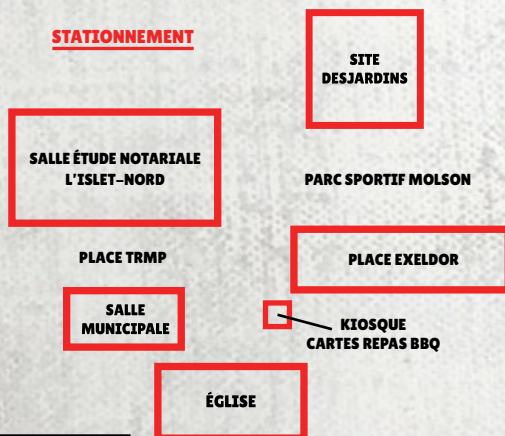 STATIONNEMENT
SITE
DESJARDINS
SALLE ÉTUDE NOTARIALE
L'ISLET-NORD
PARC SPORTIF MOLSON
PLACE TRMP
PLACE EXELDOR
SALLE
MUNICIPALE
KIOSQUE
CARTES REPAS BBQ
ÉGLISE